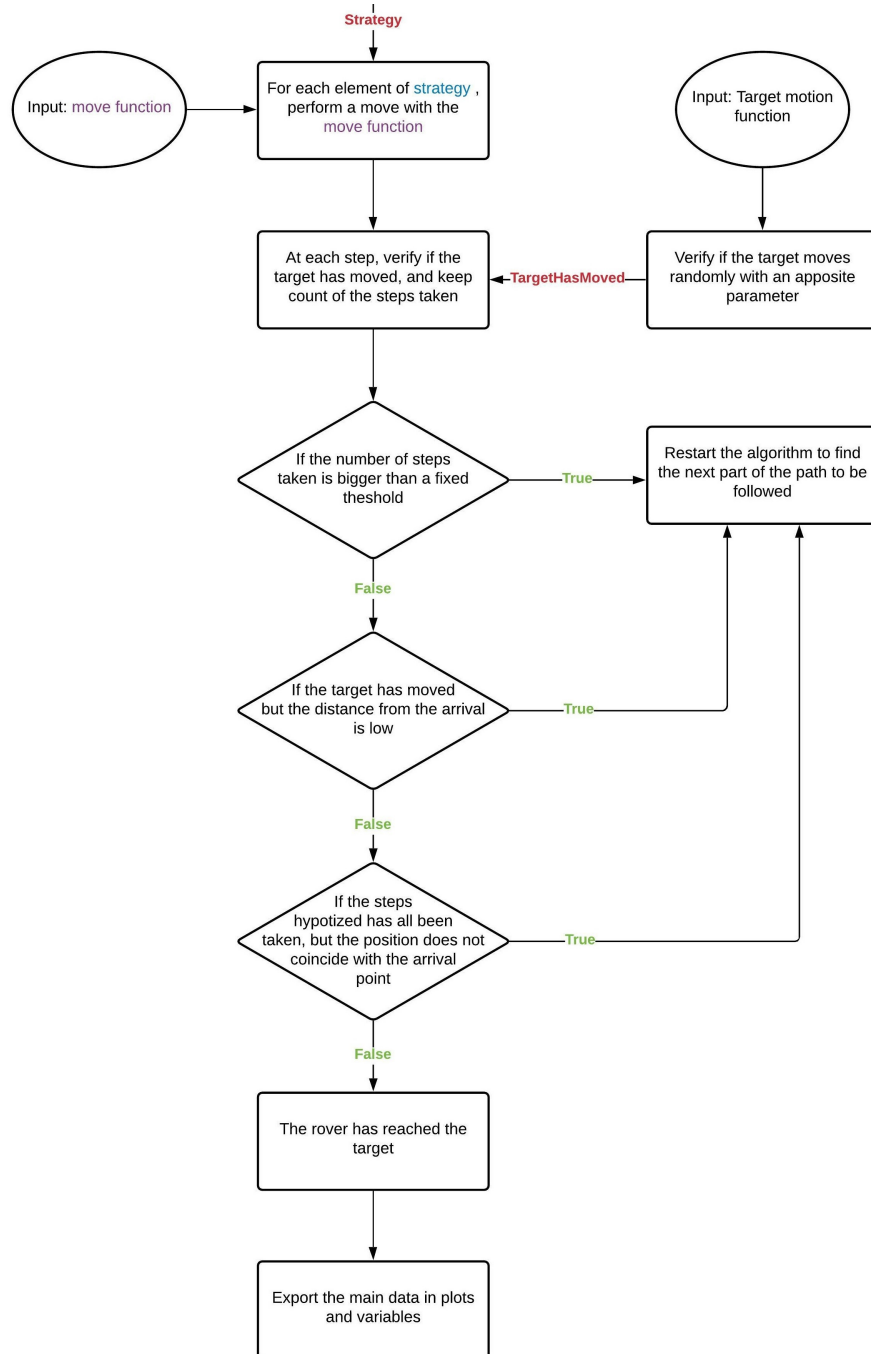 Strategy
Input: move function
For each element of strategy ,
perform a move with the
move function
Input: Target motion
function
At each step, verify if the
target has moved, and keep
count of the steps taken
TargetHasMoved
Verify if the target moves
randomly with an apposite
parameter
If the number of steps
taken is bigger than a fixed
theshold
True
Restart the algorithm to find
the next part of the path to be
followed
False
If the target has moved
but the distance from the arrival
is low
True
False
If the steps
hypotized has all been
taken, but the position does not
coincide with the arrival
point
True
False
The rover has reached the
target
Export the main data in plots
and variables